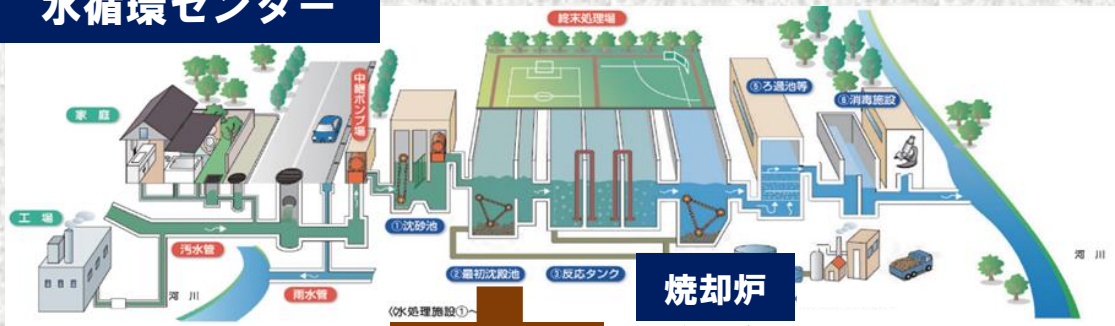 水循環センター
終末処理場
中継ポンプ場
家庭
⑤ろ過池等
⑥消毒施設
工場
①沈砂池
汚水管
河川
雨水管
②最初沈殿池
③反応タンク
焼却炉
河川
〈水処理施設①~